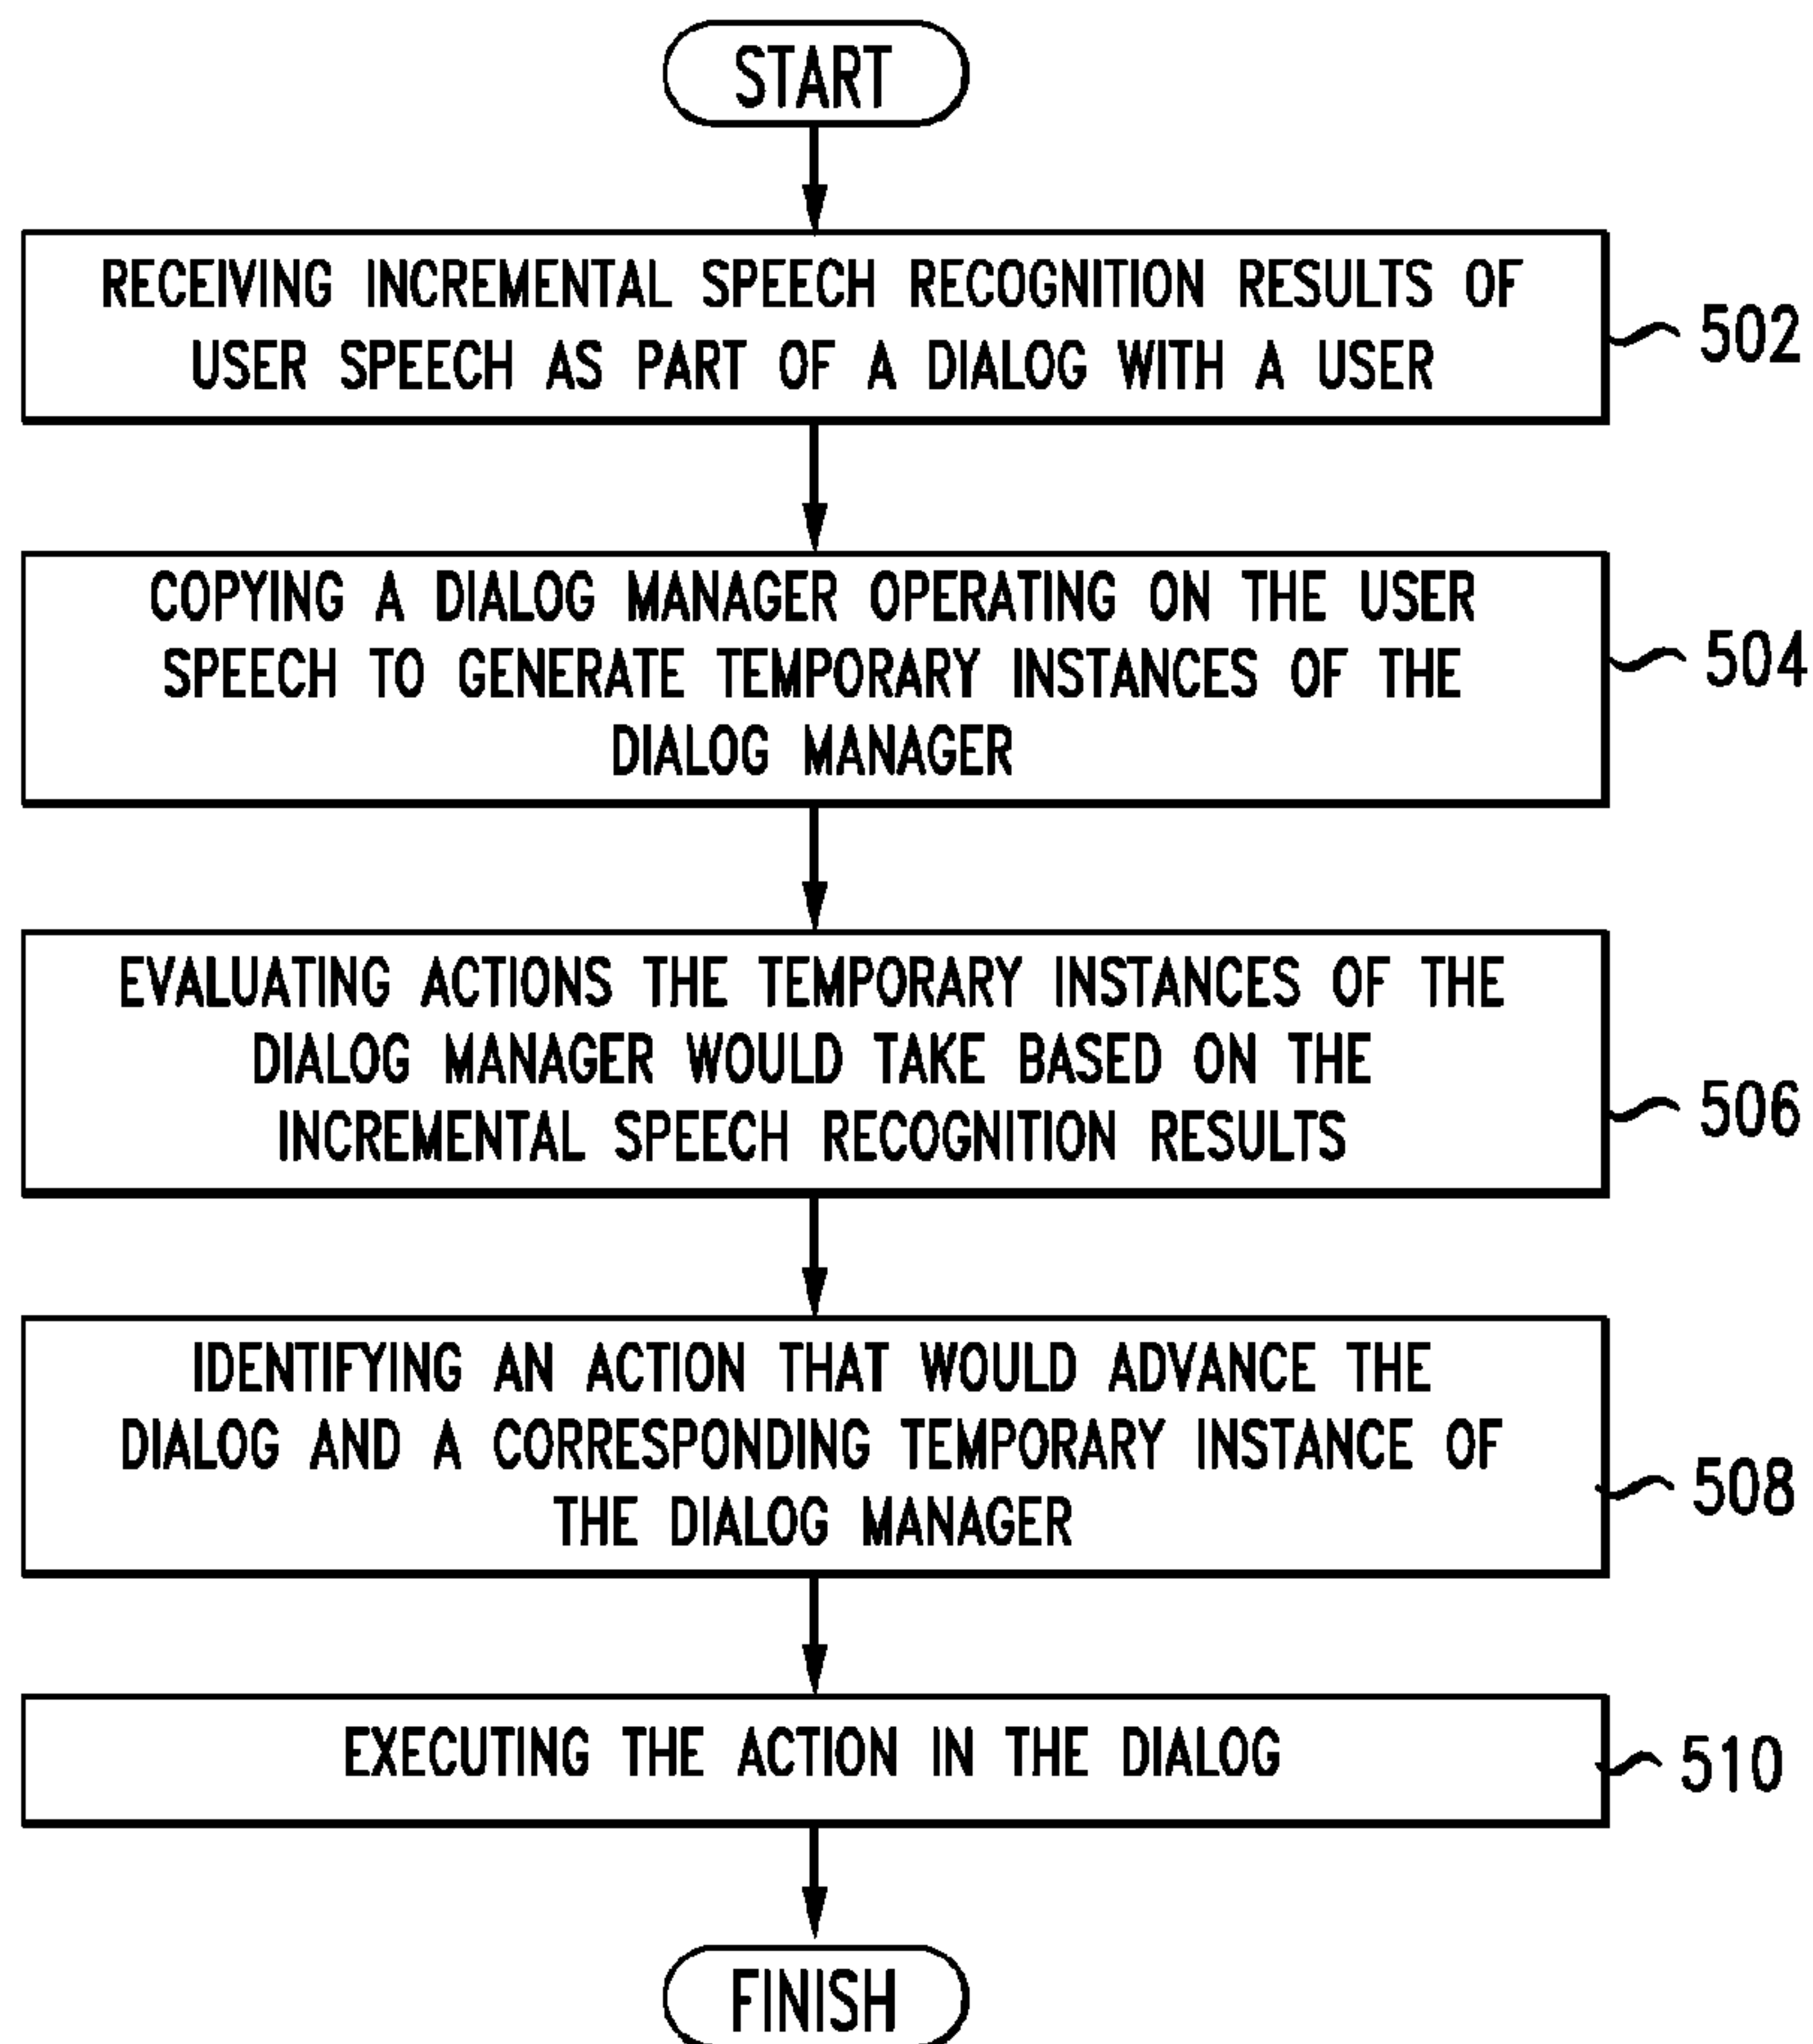 START
RECEIVING INCREMENTAL SPEECH RECOGNITION RESULTS OF
USER SPEECH AS PART OF A DIALOG WITH A USER
502
COPYING A DIALOG MANAGER OPERATING ON THE USER
SPEECH TO GENERATE TEMPORARY INSTANCES OF THE
DIALOG MANAGER
504
EVALUATING ACTIONS THE TEMPORARY INSTANCES OF THE
DIALOG MANAGER WOULD TAKE BASED ON THE
INCREMENTAL SPEECH RECOGNITION RESULTS
506
IDENTIFYING AN ACTION THAT WOULD ADVANCE THE
DIALOG AND A CORRESPONDING TEMPORARY INSTANCE OF
THE DIALOG MANAGER
508
EXECUTING THE ACTION IN THE DIALOG
510
FINISH